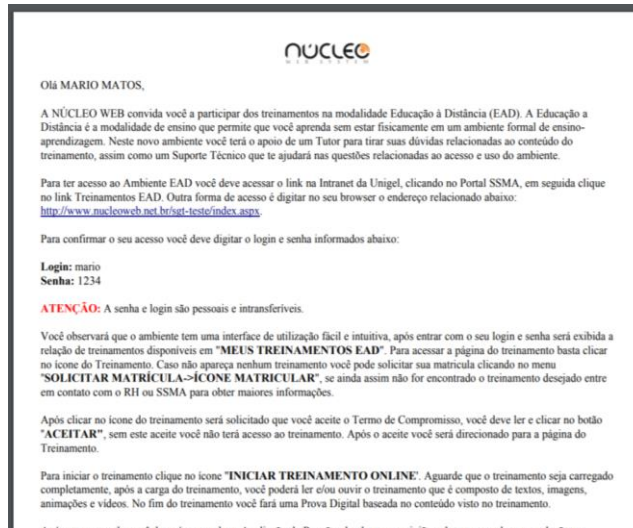 NÚCLEO
WEB SYSTEM
Olá MARIO MATOS,
A NÚCLEO WEB convida você a participar dos treinamentos na modalidade Educação à Distância (EAD). A Educação a
Distância é a modalidade de ensino que permite que você aprenda sem estar fisicamente em um ambiente formal de ensino-
aprendizagem. Neste novo ambiente você terá o apoio de um Tutor para tirar suas dúvidas relacionadas ao conteúdo do
treinamento, assim como um Suporte Técnico que te ajudará nas questões relacionadas ao acesso e uso do ambiente.
Para ter acesso ao Ambiente EAD você deve acessar o link na Intranet da Unigel, clicando no Portal SSMA, em seguida clique
no link Treinamentos EAD. Outra forma de acesso é digitar no seu browser o endereço relacionado abaixo:
http://www.nucleoweb.net.br/sgt-teste/index.aspx.
Para confirmar o seu acesso você deve digitar o login e senha informados abaixo:
Login: mario
Senha: 1234
ATENÇÃO: A senha e login são pessoais e intransferíveis.
Você observará que o ambiente tem uma interface de utilização fácil e intuitiva, após entrar com o seu login e senha será exibida a
relação de treinamentos disponíveis em "MEUS TREINAMENTOS EAD". Para acessar a página do treinamento basta clicar
no ícone do Treinamento. Caso não apareça nenhum treinamento você pode solicitar sua matricula clicando no menu
"SOLICITAR MATRÍCULA->ÍCONE MATRICULAR", se ainda assim não for encontrado o treinamento desejado entre
em contato com o RH ou SSMA para obter maiores informações.
Após clicar no ícone do treinamento será solicitado que você aceite o Termo de Compromisso, você deve ler e clicar no botão
"ACEITAR", sem este aceite você não terá acesso ao treinamento. Após o aceite você será direcionado para a página do
Treinamento.
Para iniciar o treinamento clique no ícone "INICIAR TREINAMENTO ONLINE'. Aguarde que o treinamento seja carregado
completamente, após a carga do treinamento, você poderá ler e/ou ouvir o treinamento que é composto de textos, imagens,
animações e vídeos. No fim do treinamento você fará uma Prova Digital baseada no conteúdo visto no treinamento.